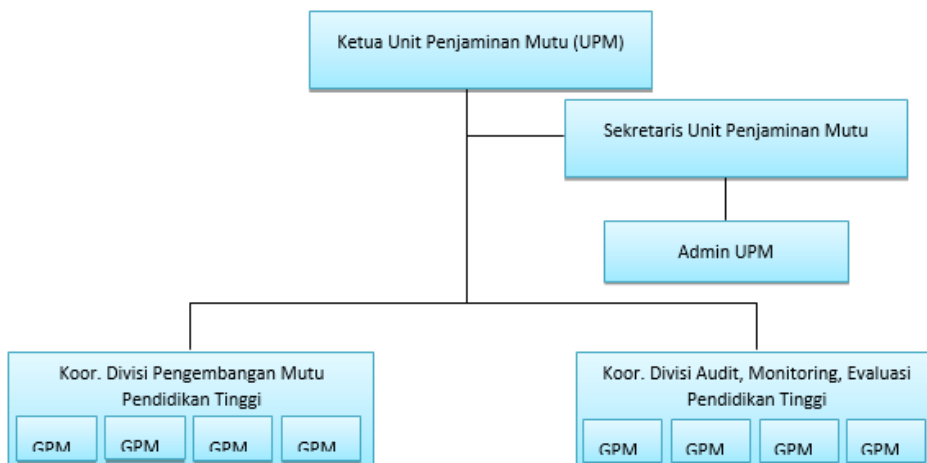 Ketua Unit Penjaminan Mutu (UPM)
Sekretaris Unit Penjaminan Mutu
Admin UPM
Koor. Divisi Pengembangan Mutu
Pendidikan Tinggi
GPM GPM GPM GPM
Koor. Divisi Audit, Monitoring, Evaluasi
Pendidikan Tinggi
GPM GPM GPM GPM